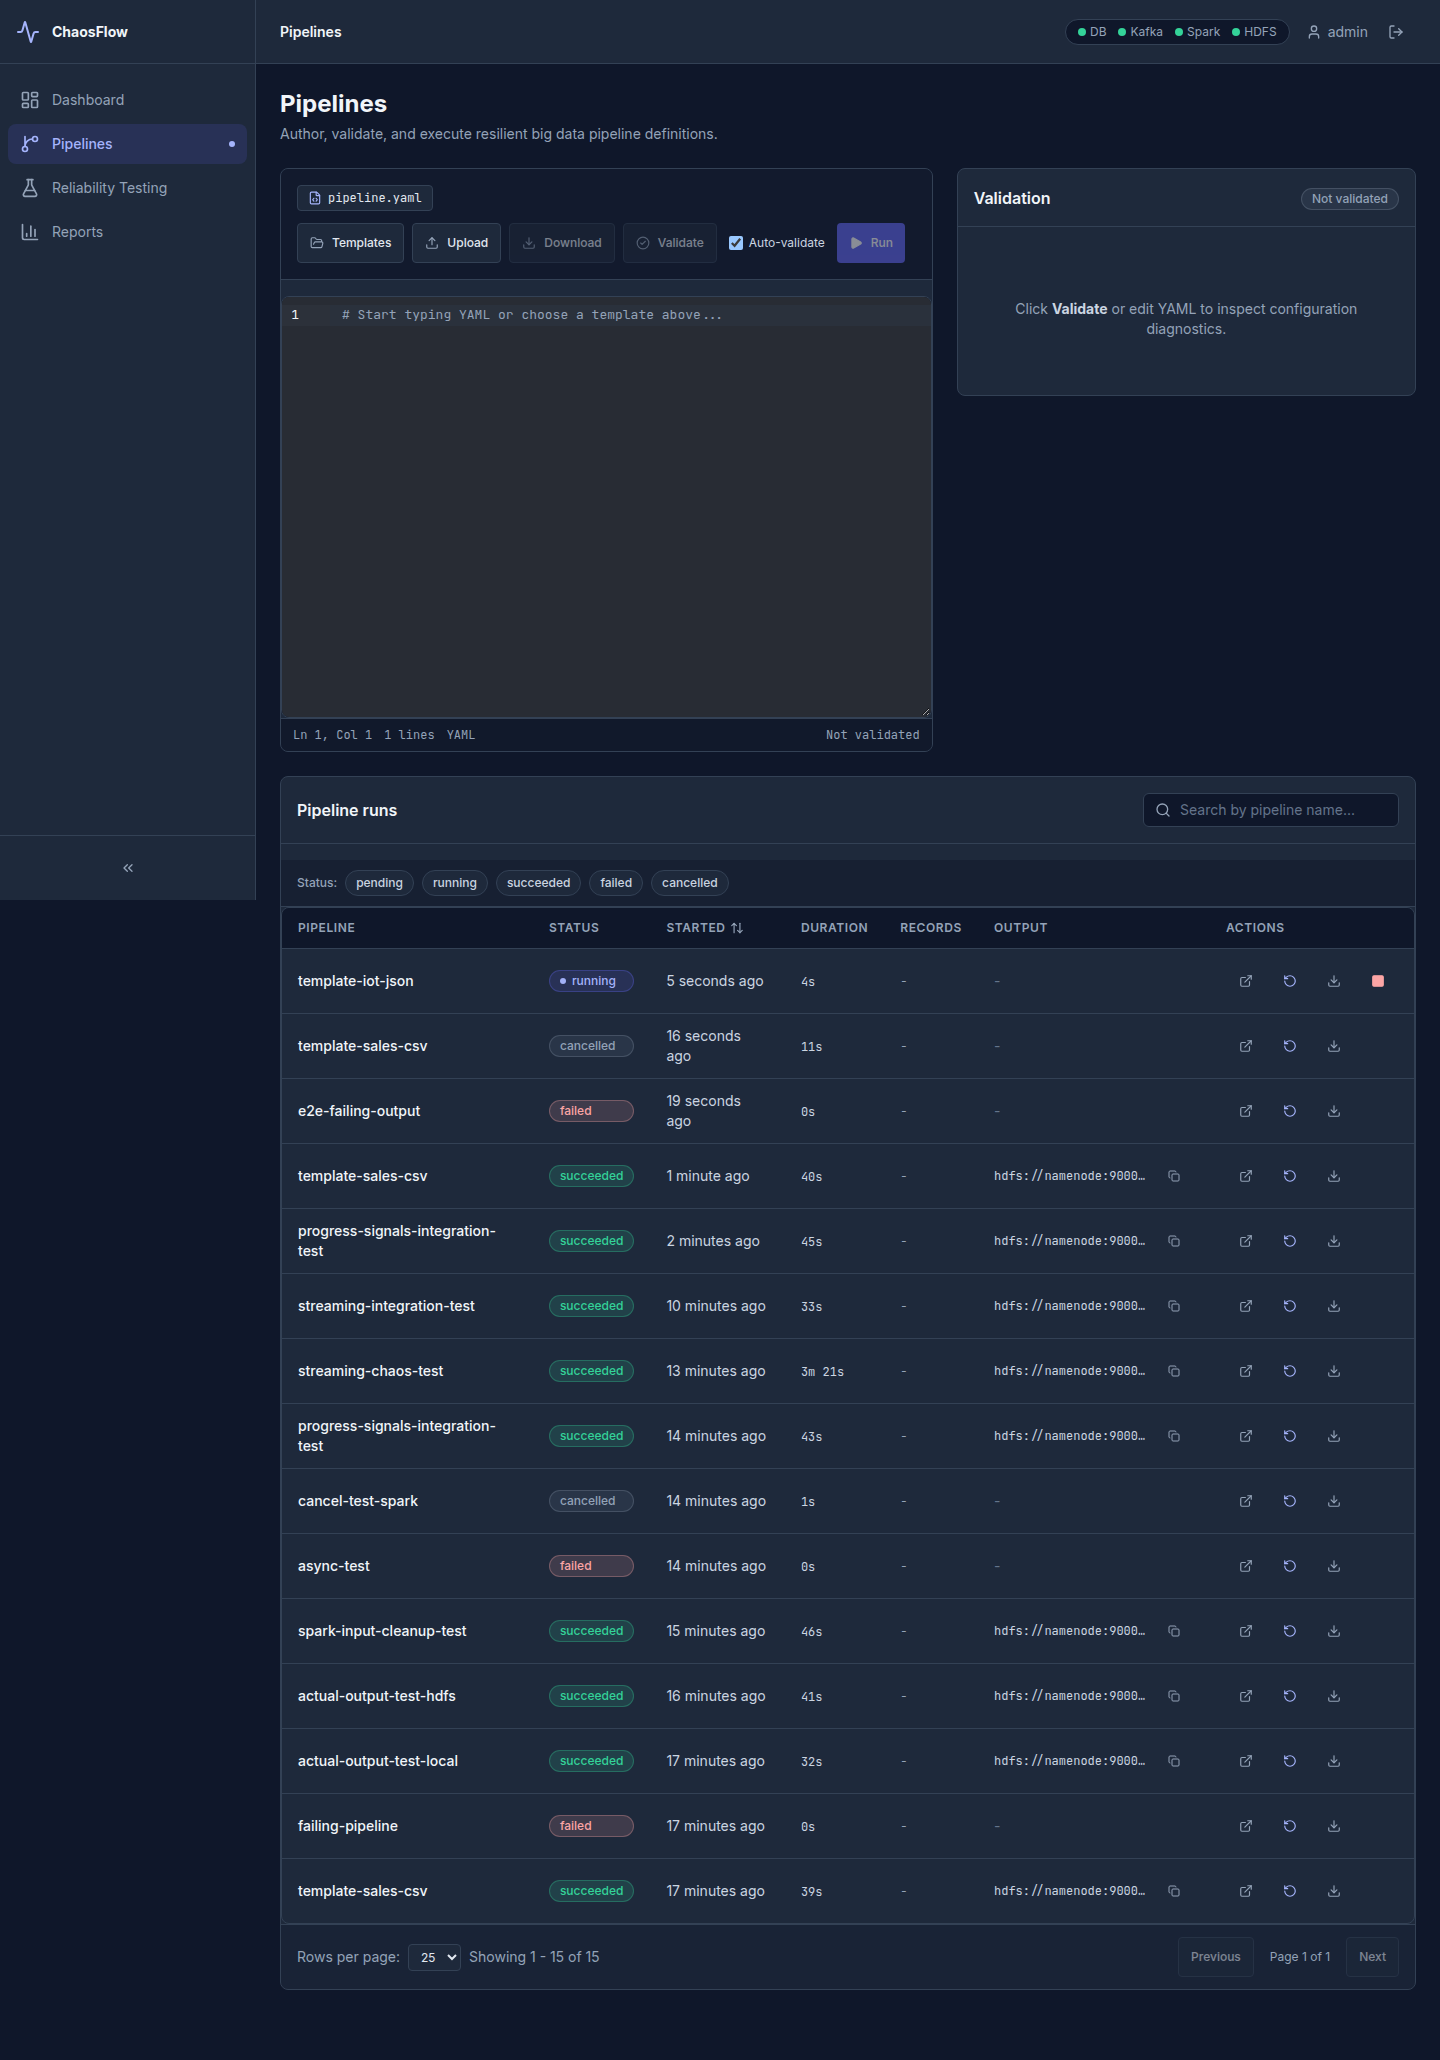 ChaosFlow
Pipelines
DB Kafka Spark HDFS
admin
Dashboard
Pipelines
Reliability Testing
Reports
Pipelines
Author, validate, and execute resilient big data pipeline definitions.
pipeline.yaml
Templates Upload Download Validate Auto-validate Run
1 # Start typing YAML or choose a template above...
Ln 1, Col 1 1 lines YAML Not validated
Validation Not validated
Click Validate or edit YAML to inspect configuration
diagnostics.
Pipeline runs Search by pipeline name...
Status: pending running succeeded failed cancelled
PIPELINE STATUS STARTED DURATION RECORDS OUTPUT ACTIONS
template-iot-json running 5 seconds ago 4s - -
template-sales-csv cancelled 16 seconds ago 11s - -
e2e-failing-output failed 19 seconds ago 0s - -
template-sales-csv succeeded 1 minute ago 40s - hdfs://namenode:9000…
progress-signals-integration-test succeeded 2 minutes ago 45s - hdfs://namenode:9000…
streaming-integration-test succeeded 10 minutes ago 33s - hdfs://namenode:9000…
streaming-chaos-test succeeded 13 minutes ago 3m 21s - hdfs://namenode:9000…
progress-signals-integration-test succeeded 14 minutes ago 43s - hdfs://namenode:9000…
cancel-test-spark cancelled 14 minutes ago 1s - -
async-test failed 14 minutes ago 0s - -
spark-input-cleanup-test succeeded 15 minutes ago 46s - hdfs://namenode:9000…
actual-output-test-hdfs succeeded 16 minutes ago 41s - hdfs://namenode:9000…
actual-output-test-local succeeded 17 minutes ago 32s - hdfs://namenode:9000…
failing-pipeline failed 17 minutes ago 0s - -
template-sales-csv succeeded 17 minutes ago 39s - hdfs://namenode:9000…
Rows per page: 25 Showing 1 - 15 of 15 Previous Page 1 of 1 Next